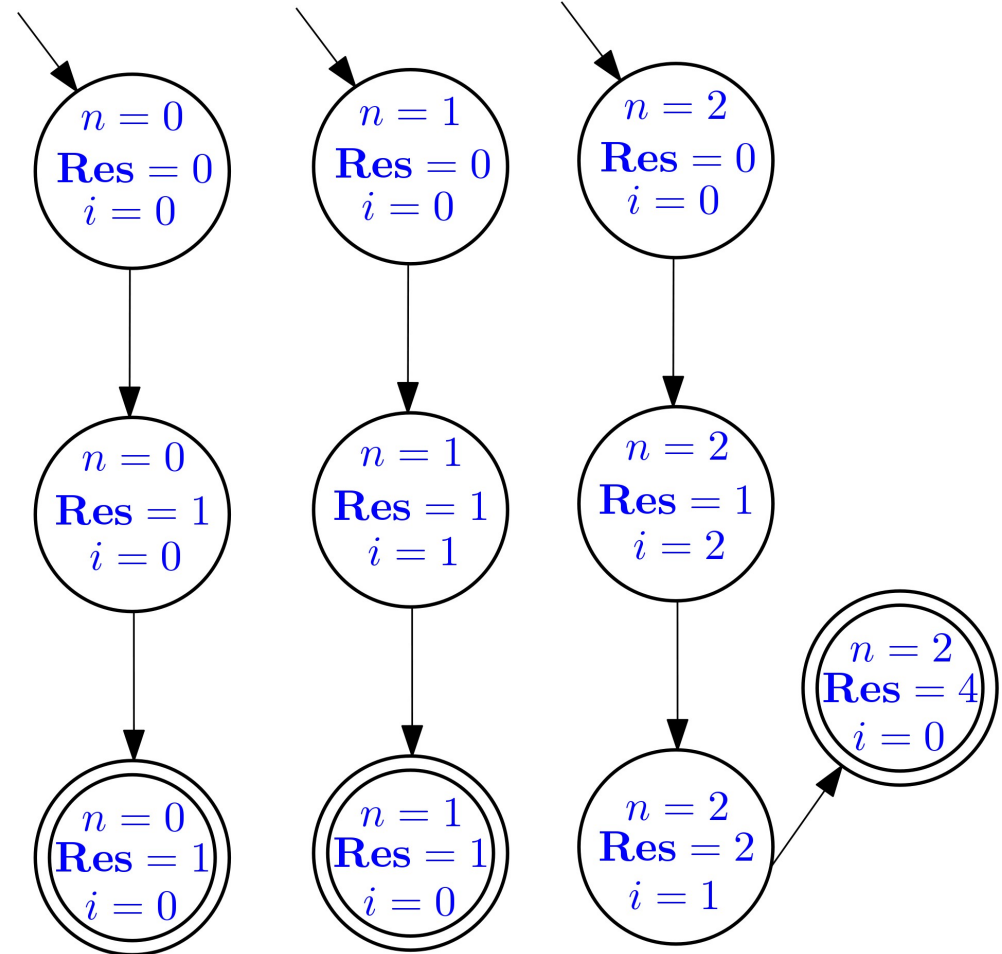 n = 0
Res = 0
i = 0
n = 1
Res = 0
i = 0
n = 2
Res = 0
i = 0
n = 0
Res = 1
i = 0
n = 1
Res = 1
i = 1
n = 2
Res = 1
i = 2
n = 0
Res = 1
i = 0
n = 1
Res = 1
i = 0
n = 2
Res = 2
i = 1
n = 2
Res = 4
i = 0